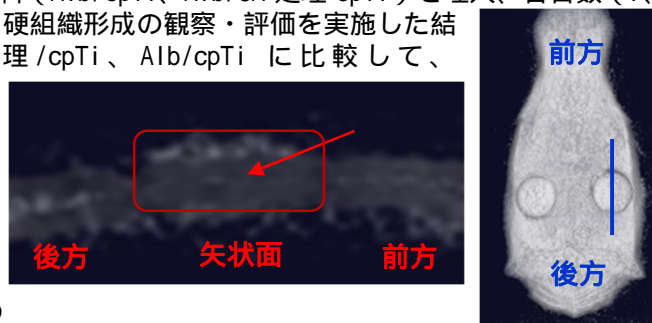 硬組織形成の観察・評価を実施した結
理/cpTi、Alb/cpTi に比較して、
前方
後方
矢状面
前方
後方